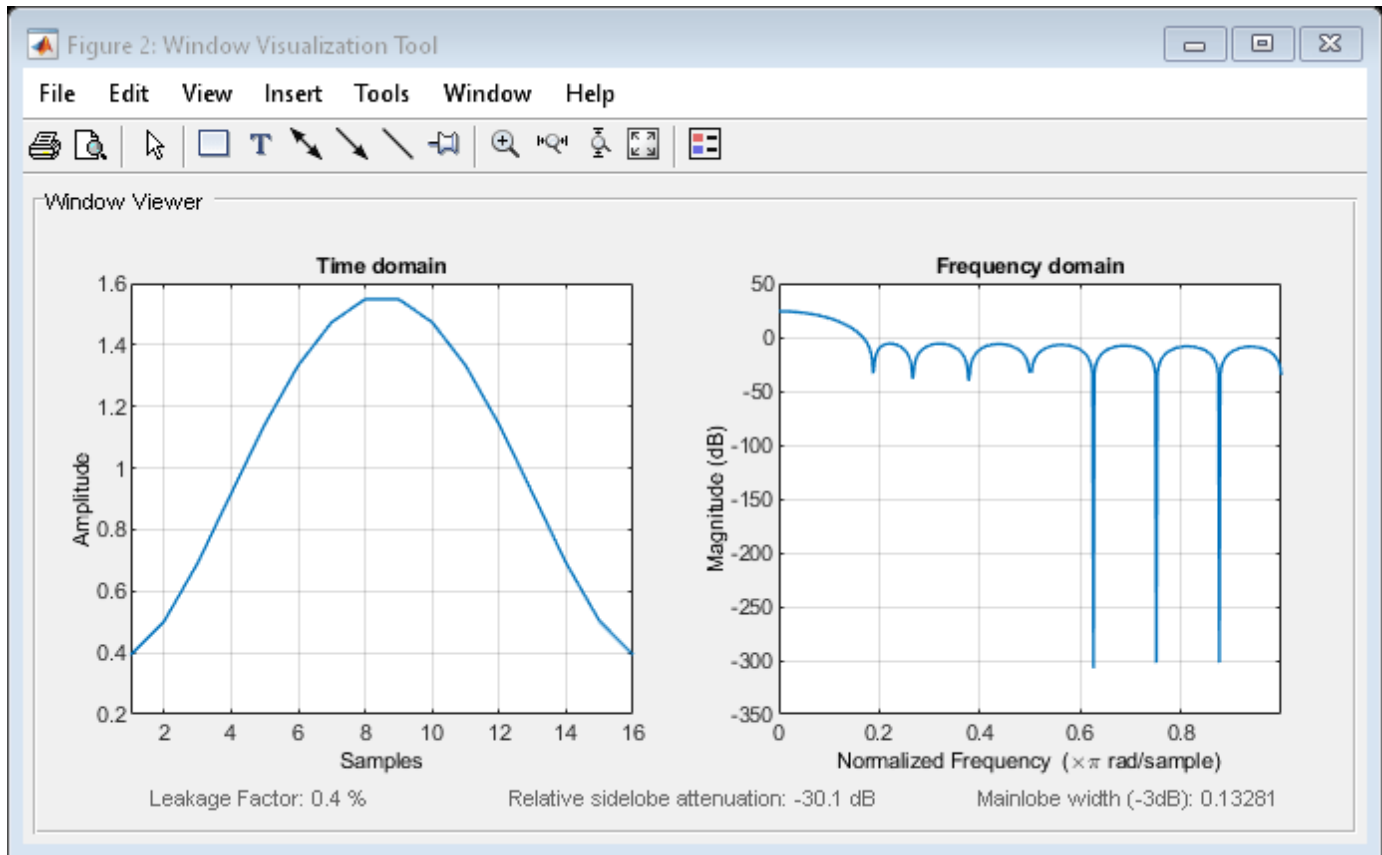 Figure 2: Window Visualization Tool
File Edit View Insert Tools Window Help
T
Window Viewer
Time domain
1.6
1.4
1.2
1
0.8
0.6
0.4
0.2
Amplitude
2 4 6 8 10 12 14 16
Samples
Frequency domain
50
0
-50
-100
-150
-200
-250
-300
-350
Magnitude (dB)
0 0.2 0.4 0.6 0.8
Normalized Frequency (×π rad/sample)
Leakage Factor: 0.4 % Relative sidelobe attenuation: -30.1 dB Mainlobe width (-3dB): 0.13281